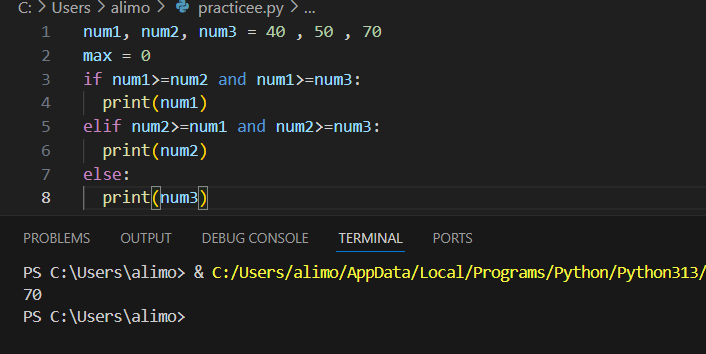 C: > Users > alimo > practicee.py > ...
1 num1, num2, num3 = 40 , 50 , 70
2 max = 0
3 if num1>=num2 and num1>=num3:
4   print(num1)
5 elif num2>=num1 and num2>=num3:
6   print(num2)
7 else:
8   print(num3)
PROBLEMS OUTPUT DEBUG CONSOLE TERMINAL PORTS
PS C:\Users\alimo> & C:/Users/alimo/AppData/Local/Programs/Python/Python313/
70
PS C:\Users\alimo>